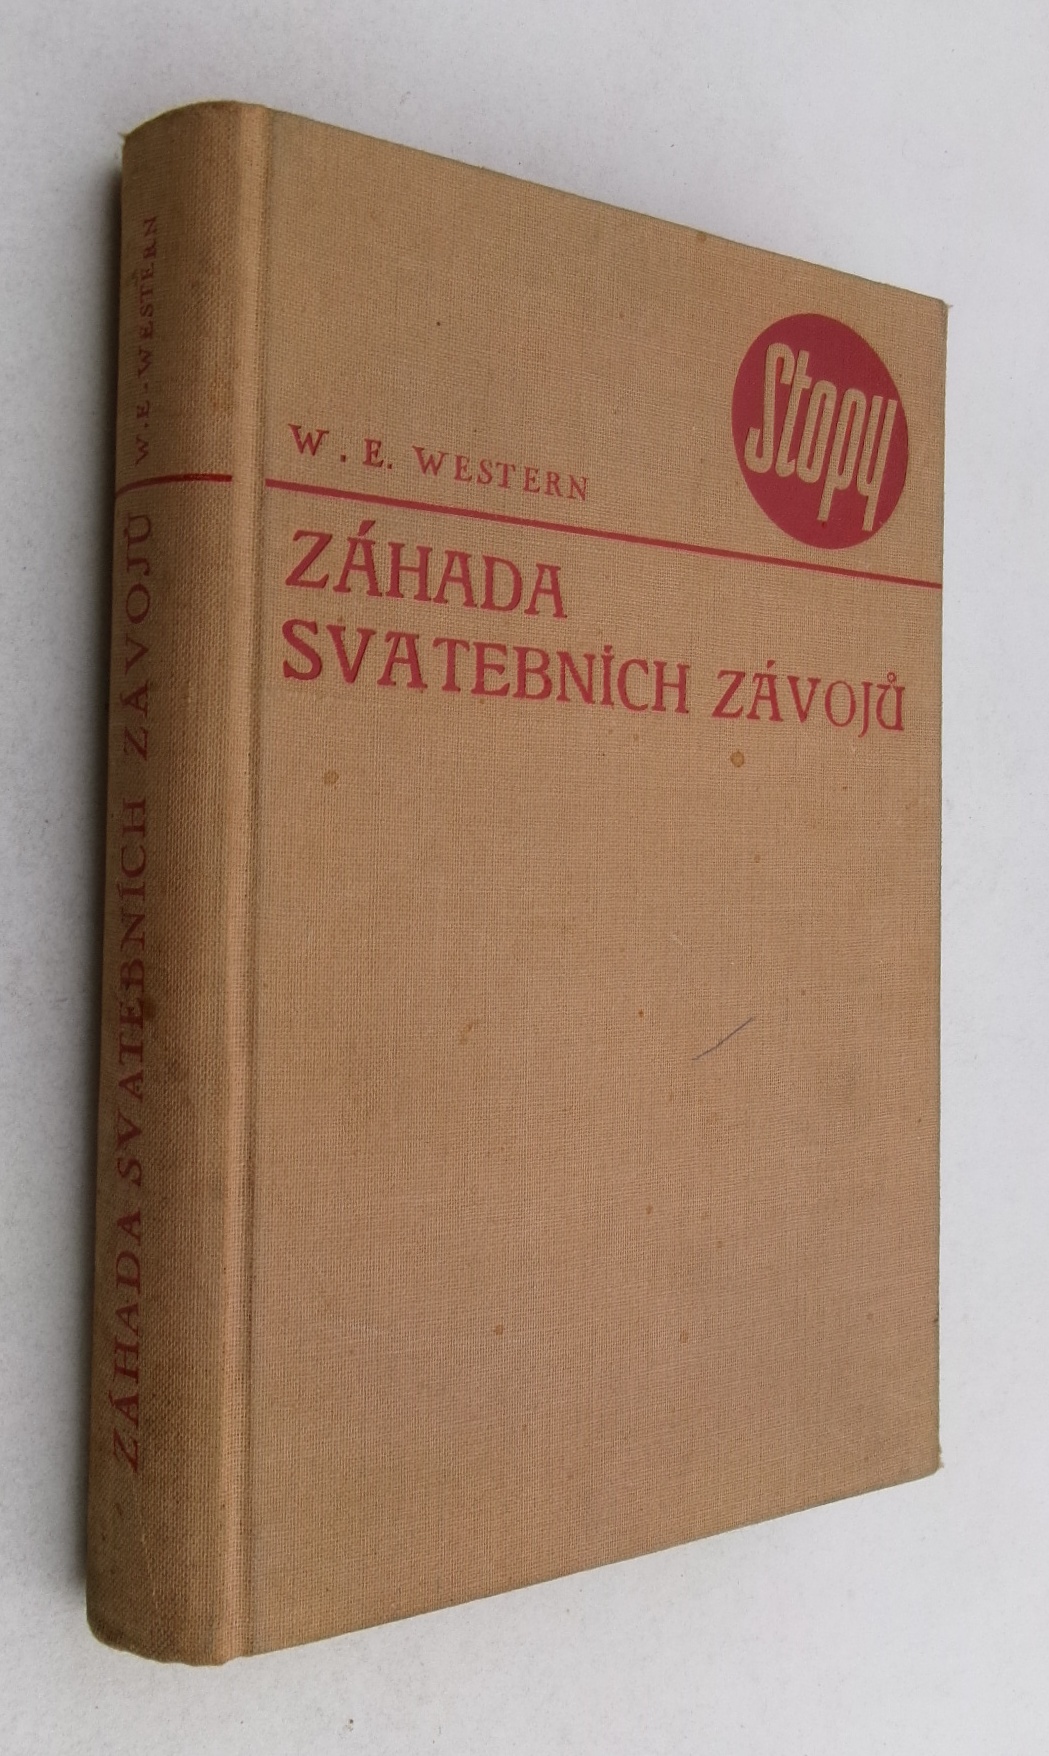 Stopy
W. E. WESTERN
ZÁHADA
SVATEBNÍCH ZÁVOJŮ
ZÁHADA SVATEBNÍCH ZÁVOJŮ W. E. WESTERN